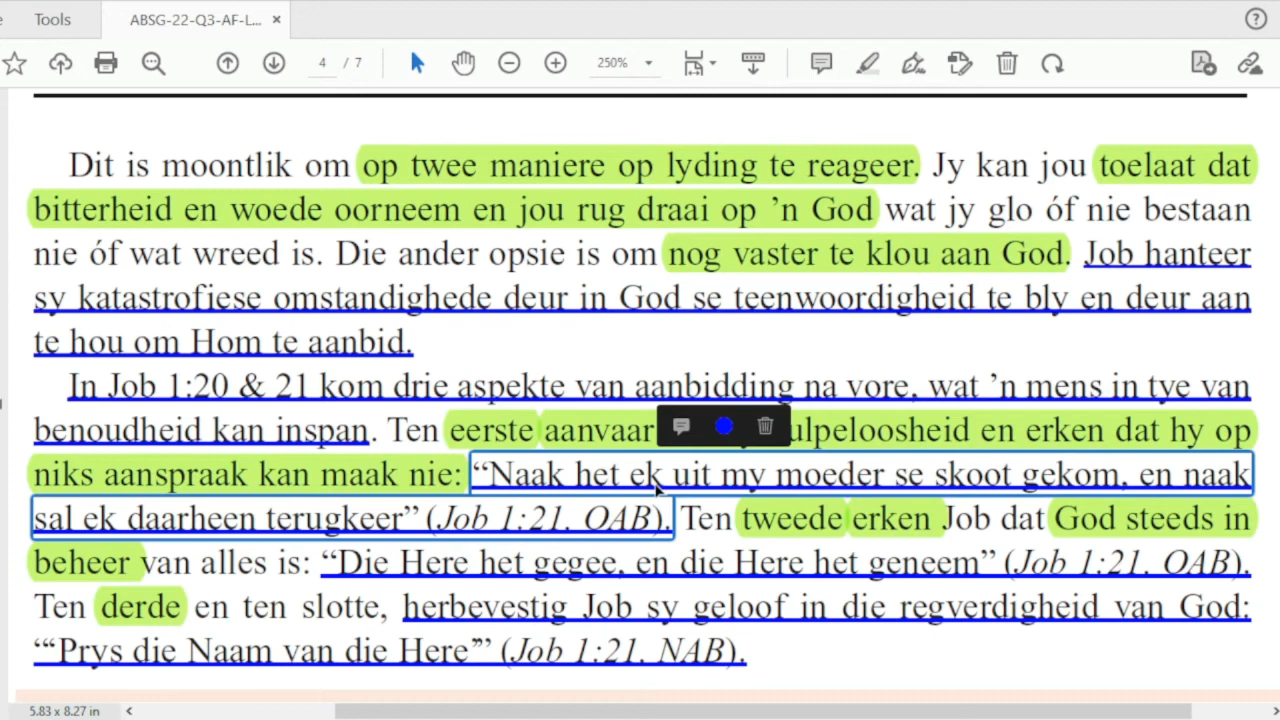 e Tools ABSG-22-Q3-AF-L... ×
4 / 7 250%
Dit is moontlik om op twee maniere op lyding te reageer. Jy kan jou toelaat dat
bitterheid en woede oorneem en jou rug draai op ’n God wat jy glo óf nie bestaan
nie óf wat wreed is. Die ander opsie is om nog vaster te klou aan God. Job hanteer
sy katastrofiese omstandighede deur in God se teenwoordigheid te bly en deur aan
te hou om Hom te aanbid.
In Job 1:20 & 21 kom drie aspekte van aanbidding na vore, wat ’n mens in tye van
benoudheid kan inspan. Ten eerste aanvaar ulpeloosheid en erken dat hy op
niks aanspraak kan maak nie: “Naak het ek uit my moeder se skoot gekom, en naak
sal ek daarheen terugkeer” (Job 1:21. OAB). Ten tweede erken Job dat God steeds in
beheer van alles is: “Die Here het gegee, en die Here het geneem” (Job 1:21. OAB).
Ten derde en ten slotte, herbevestig Job sy geloof in die regverdigheid van God:
“‘Prys die Naam van die Here’” (Job 1:21. NAB).
5.83 x 8.27 in